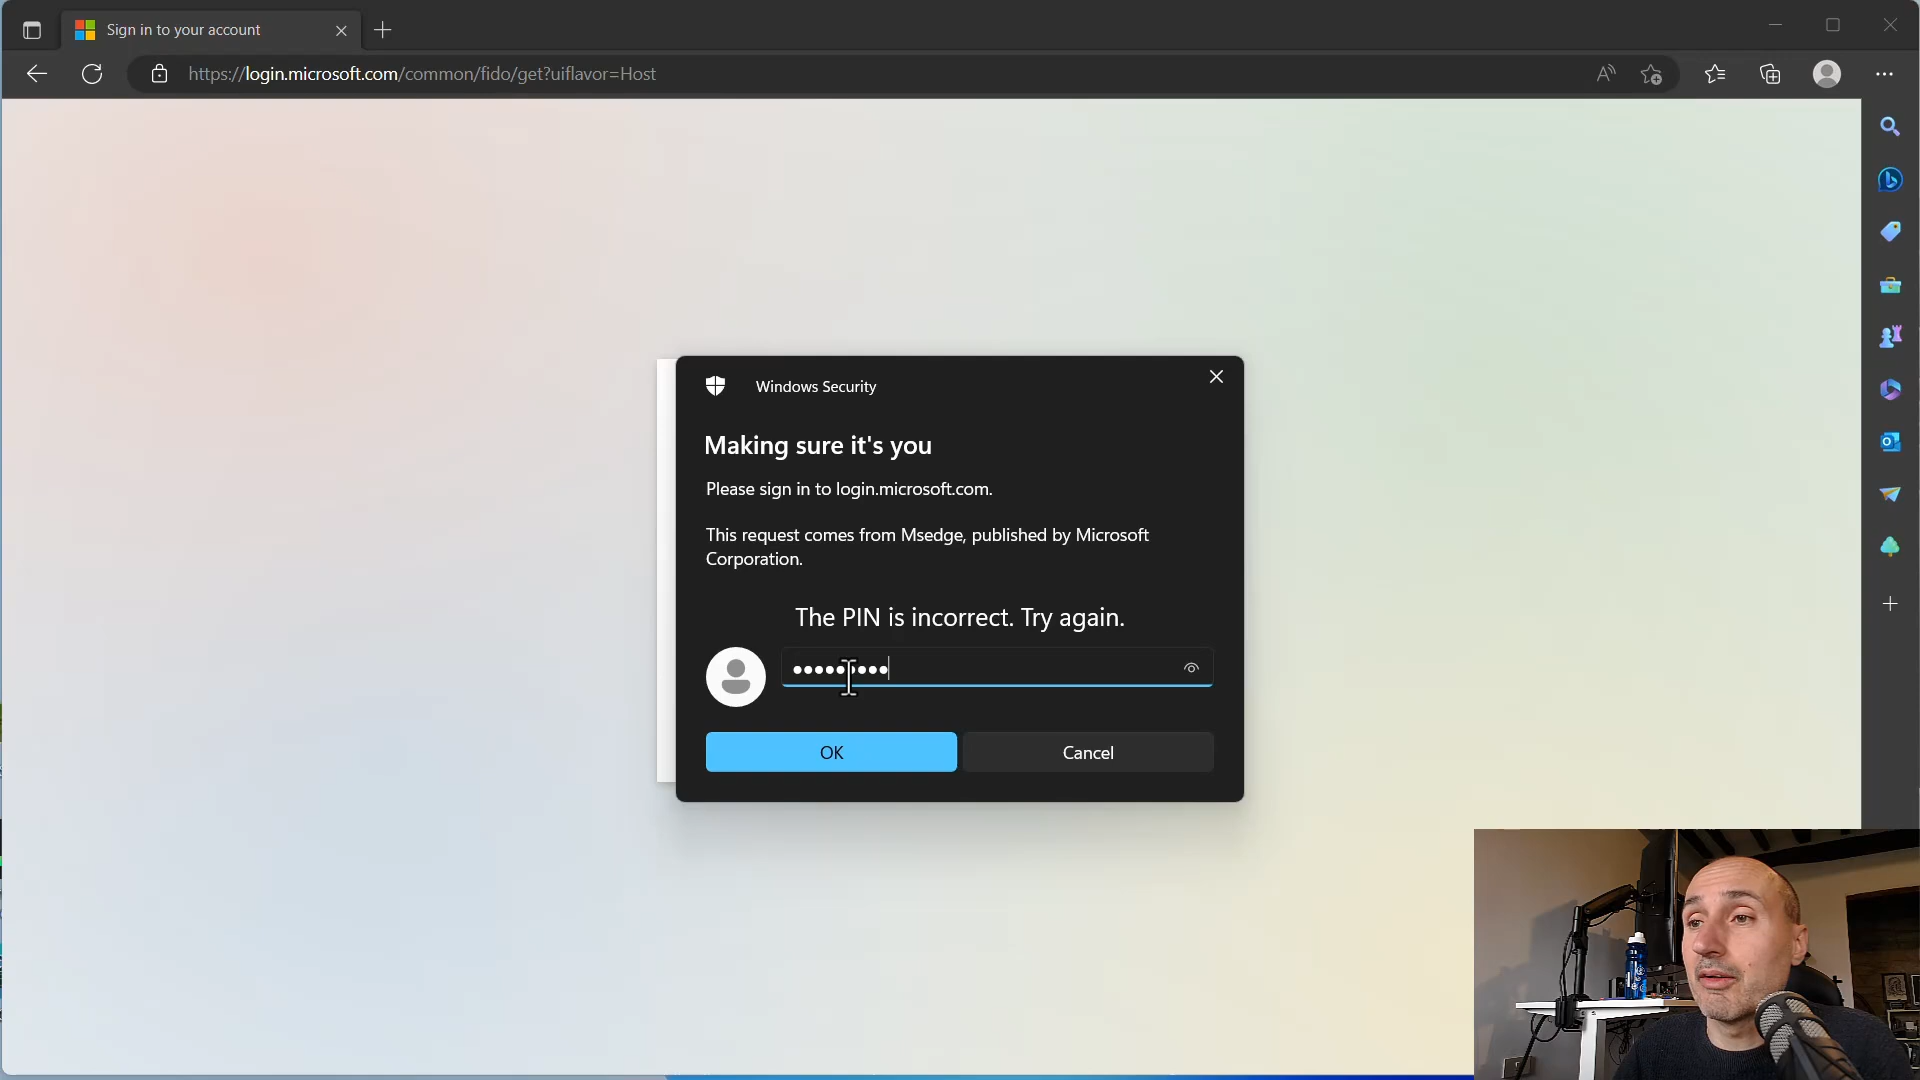 Sign in to your account
https://login.microsoft.com/common/fido/get?uiflavor=Host
Windows Security
Making sure it's you
Please sign in to login.microsoft.com.
This request comes from Msedge, published by Microsoft
Corporation.
The PIN is incorrect. Try again.
OK
Cancel